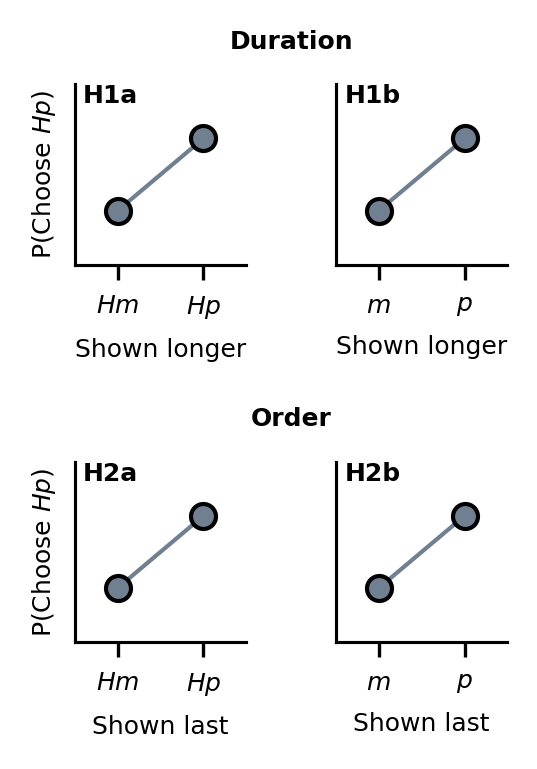 Duration
H1a
H1b
P(Choose Hp)
Hm
Hp
m
p
Shown longer
Shown longer
Order
H2a
H2b
P(Choose Hp)
Hm
Hp
m
p
Shown last
Shown last